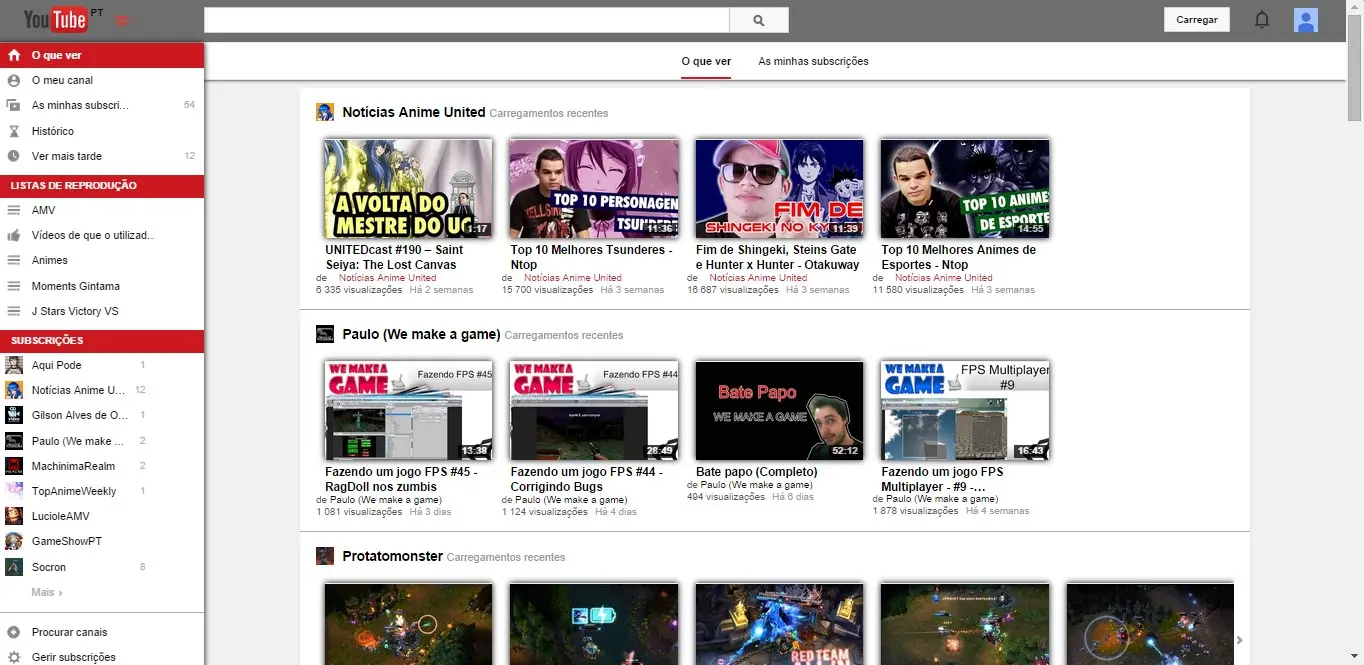 YouTube PT
Carregar
O que ver
O meu canal
As minhas subscri... 54
Histórico
Ver mais tarde 12
LISTAS DE REPRODUÇÃO
AMV
Vídeos de que o utilizad..
Animes
Moments Gintama
J Stars Victory VS
SUBSCRIÇÕES
Aqui Pode 1
Notícias Anime U... 12
Gilson Alves de O... 1
Paulo (We make ... 2
MachinimaRealm 2
TopAnimeWeekly 1
LucioleAMV
GameShowPT
Socron 8
Mais ›
Procurar canais
Gerir subscrições
O que ver As minhas subscrições
Notícias Anime United Carregamentos recentes
A VOLTA DO
MESTRE DO UC
1:17
UNITEDcast #190 – Saint
Seiya: The Lost Canvas
de Notícias Anime United
6 335 visualizações Há 2 semanas
TOP 10 PERSONAGEN
TSUNDERE
11:36
Top 10 Melhores Tsunderes -
Ntop
de Notícias Anime United
15 700 visualizações Há 3 semanas
FIM DE
SHINGEKI NO KY
11:39
Fim de Shingeki, Steins Gate
e Hunter x Hunter - Otakuway
de Notícias Anime United
16 687 visualizações Há 3 semanas
TOP 10 ANIME
DE ESPORTE
14:55
Top 10 Melhores Animes de
Esportes - Ntop
de Notícias Anime United
11 580 visualizações Há 3 semanas
Paulo (We make a game) Carregamentos recentes
WE MAKE A
GAME
Fazendo FPS #45
13:38
Fazendo um jogo FPS #45 -
RagDoll nos zumbis
de Paulo (We make a game)
1 081 visualizações Há 3 dias
WE MAKE A
GAME
Fazendo FPS #44
28:49
Fazendo um jogo FPS #44 -
Corrigindo Bugs
de Paulo (We make a game)
1 124 visualizações Há 4 dias
Bate Papo
WE MAKE A GAME
52:12
Bate papo (Completo)
de Paulo (We make a game)
494 visualizações Há 6 dias
WE MAKE A
GAME
FPS Multiplayer
#9
16:43
Fazendo um jogo FPS
Multiplayer - #9 -...
de Paulo (We make a game)
1 878 visualizações Há 4 semanas
Protatomonster Carregamentos recentes
RED TEAM